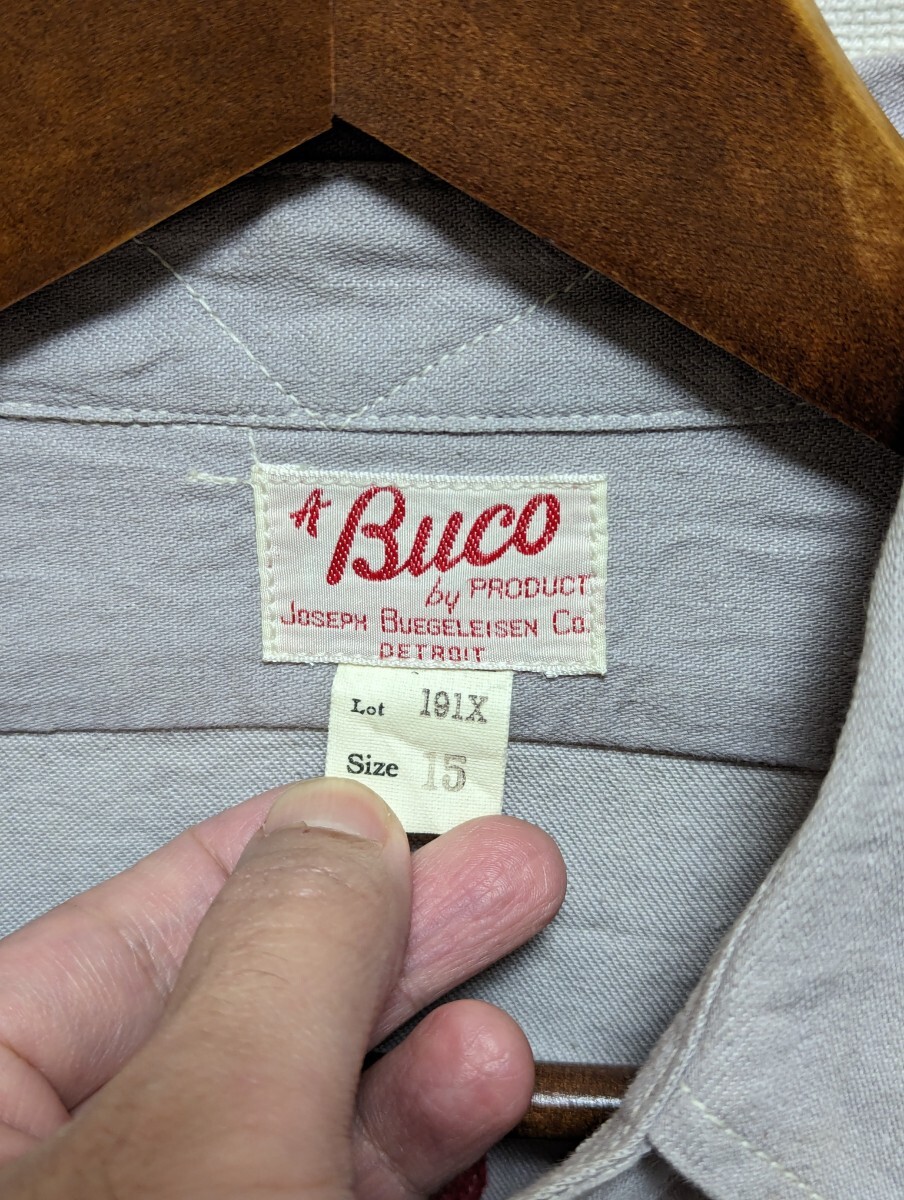 A Buco
by PRODUCT
JOSEPH BUEGELEISEN CO.
DETROIT
Lot 191X
Size 15